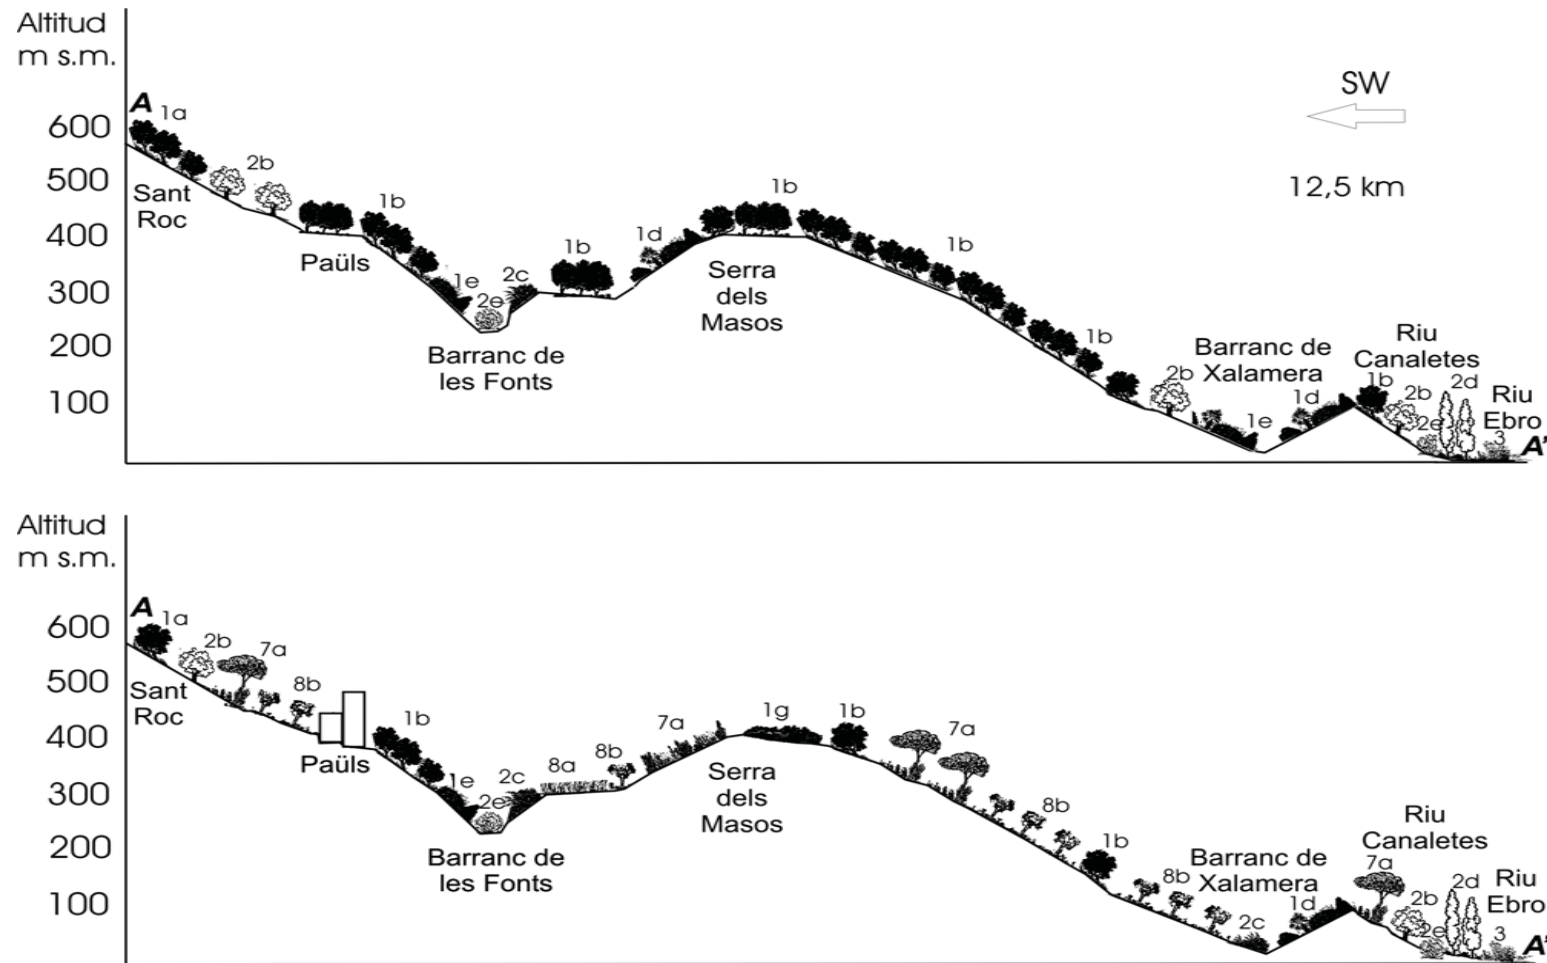 Altitud
m s.m.
600
500
400
300
200
100
A
1a
2b
1b
1e
2e
2c
1b
1d
1b
1b
1b
2b
1e
1d
1b
2b
2e
2d
3
A'
Sant
Roc
Paüls
Barranc de
les Fonts
Serra
dels
Masos
Barranc de
Xalamera
Riu
Canaletes
Riu
Ebro
SW
12,5 km
Altitud
m s.m.
600
500
400
300
200
100
A
1a
2b
7a
8b
1b
1e
2e
2c
8a
8b
7a
1g
1b
7a
8b
1b
8b
2c
1d
7a
2b
2e
2d
3
A'
Sant
Roc
Paüls
Barranc de
les Fonts
Serra
dels
Masos
Barranc de
Xalamera
Riu
Canaletes
Riu
Ebro